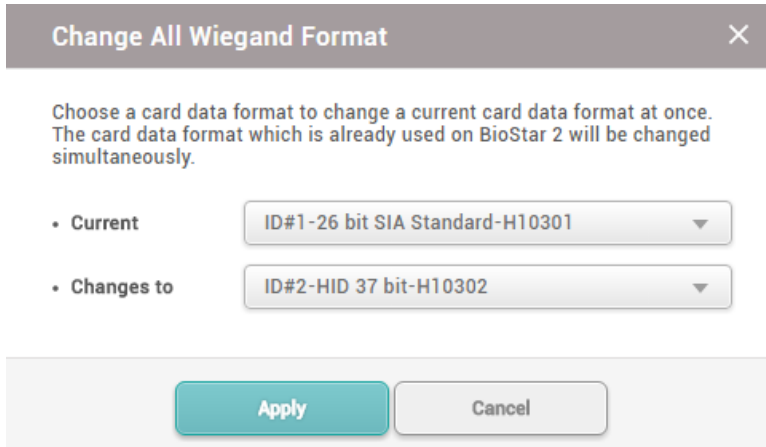 Change All Wiegand Format
Choose a card data format to change a current card data format at once.
The card data format which is already used on BioStar 2 will be changed
simultaneously.
• Current ID#1-26 bit SIA Standard-H10301
• Changes to ID#2-HID 37 bit-H10302
Apply Cancel